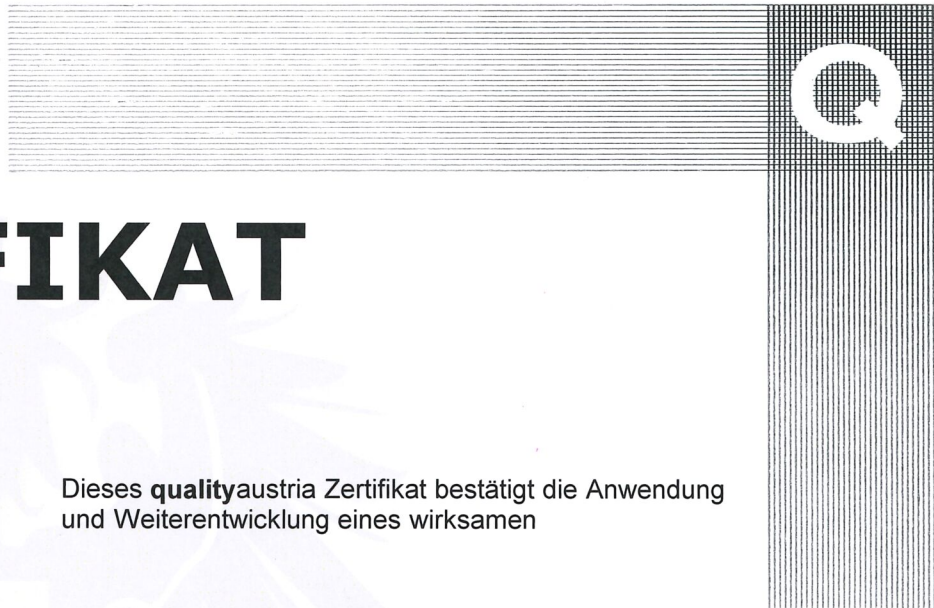 Q
FIKAT
Dieses qualityaustria Zertifikat bestätigt die Anwendung
und Weiterentwicklung eines wirksamen